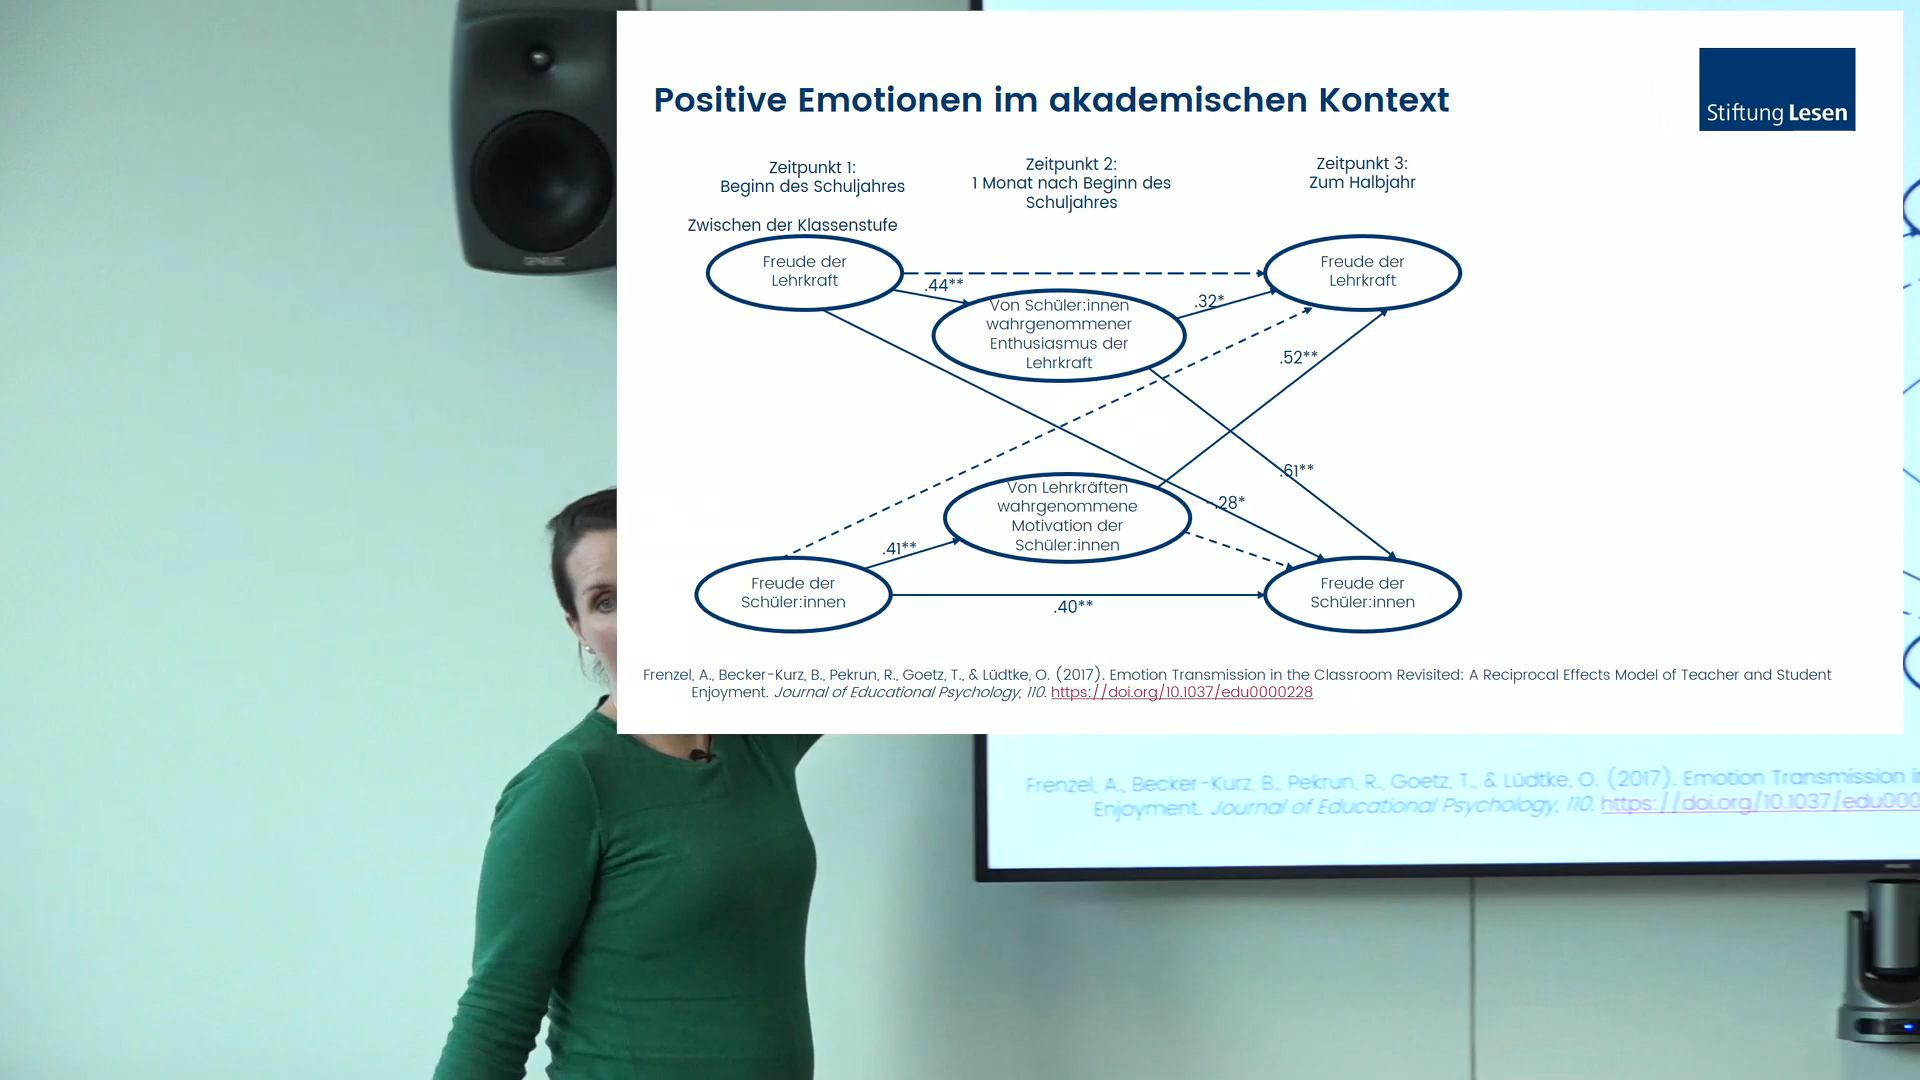 Positive Emotionen im akademischen Kontext
Stiftung Lesen
Zeitpunkt 1:
Beginn des Schuljahres
Zeitpunkt 2:
1 Monat nach Beginn des
Schuljahres
Zeitpunkt 3:
Zum Halbjahr
Zwischen der Klassenstufe
Freude der
Lehrkraft
.44**
Von Schüler:innen
wahrgenommener
Enthusiasmus der
Lehrkraft
.32*
Freude der
Lehrkraft
.52**
.61**
-.28*
Von Lehrkräften
wahrgenommene
Motivation der
Schüler:innen
.41**
Freude der
Schüler:innen
.40**
Freude der
Schüler:innen
Frenzel, A., Becker-Kurz, B., Pekrun, R., Goetz, T., & Lüdtke, O. (2017). Emotion Transmission in the Classroom Revisited: A Reciprocal Effects Model of Teacher and Student
Enjoyment. Journal of Educational Psychology, 110. https://doi.org/10.1037/edu0000228
Frenzel, A., Becker-Kurz, B., Pekrun, R., Goetz, T., & Lüdtke, O. (2017). Emotion Transmission
Enjoyment. Journal of Educational Psychology, 110. https://doi.org/10.1037/edu000